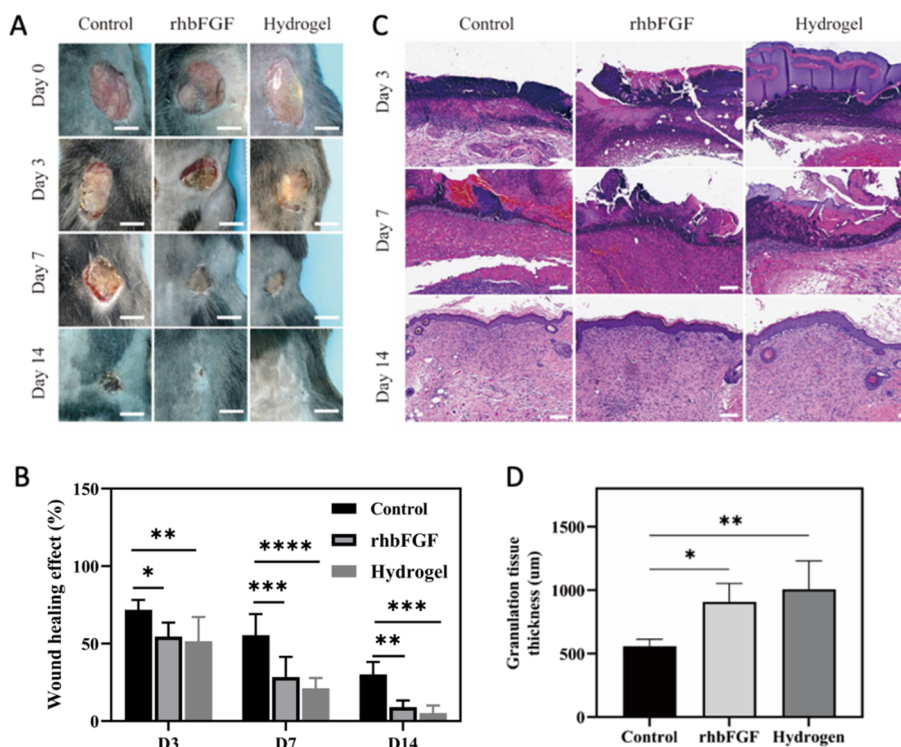 A
Control rhbFGF Hydrogel
Day 0
Day 3
Day 7
Day 14
C
Control rhbFGF Hydrogel
Day 3
Day 7
Day 14
B
Wound healing effect (%)
150
100
50
0
Control
rhbFGF
Hydrogel
** 
*
****
***
***
**
D3 D7 D14
D
Granulation tissue
thickness (um)
1500
1000
500
0
**
*
Control rhbFGF Hydrogen